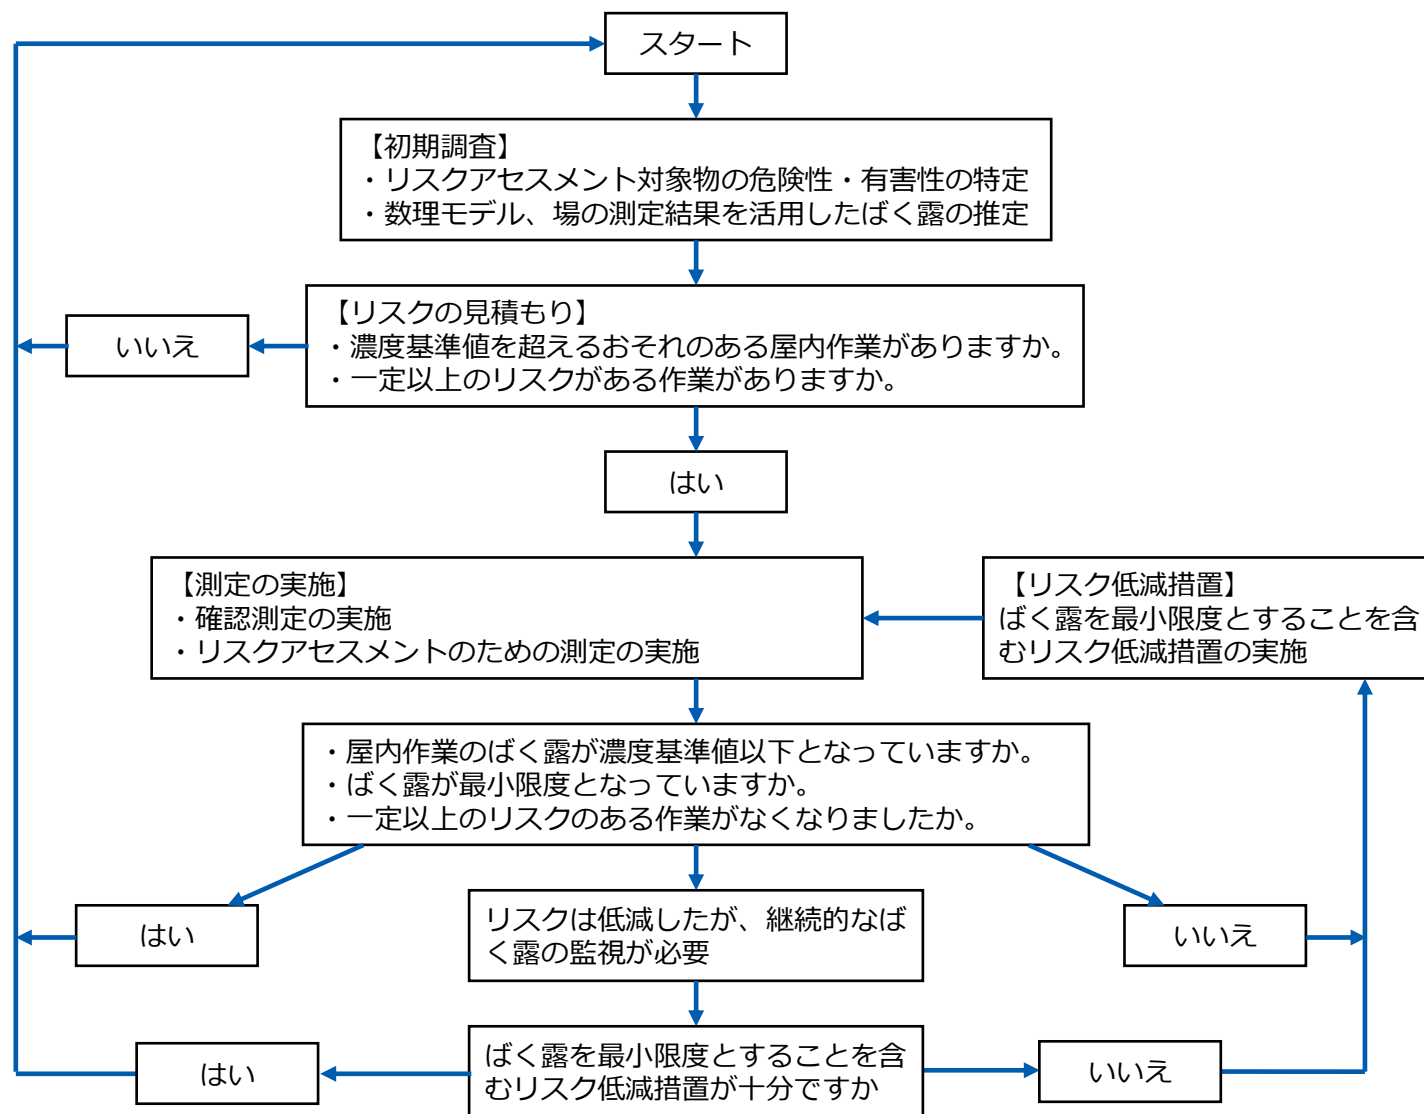 スタート
【初期調査】
・リスクアセスメント対象物の危険性・有害性の特定
・数理モデル、場の測定結果を活用したばく露の推定
いいえ
【リスクの見積もり】
・濃度基準値を超えるおそれのある屋内作業がありますか。
・一定以上のリスクがある作業がありますか。
はい
【測定の実施】
・確認測定の実施
・リスクアセスメントのための測定の実施
【リスク低減措置】
ばく露を最小限度とすることを含
むリスク低減措置の実施
・屋内作業のばく露が濃度基準値以下となっていますか。
・ばく露が最小限度となっていますか。
・一定以上のリスクのある作業がなくなりましたか。
はい
リスクは低減したが、継続的なば
く露の監視が必要
いいえ
はい
ばく露を最小限度とすることを含
むリスク低減措置が十分ですか
いいえ